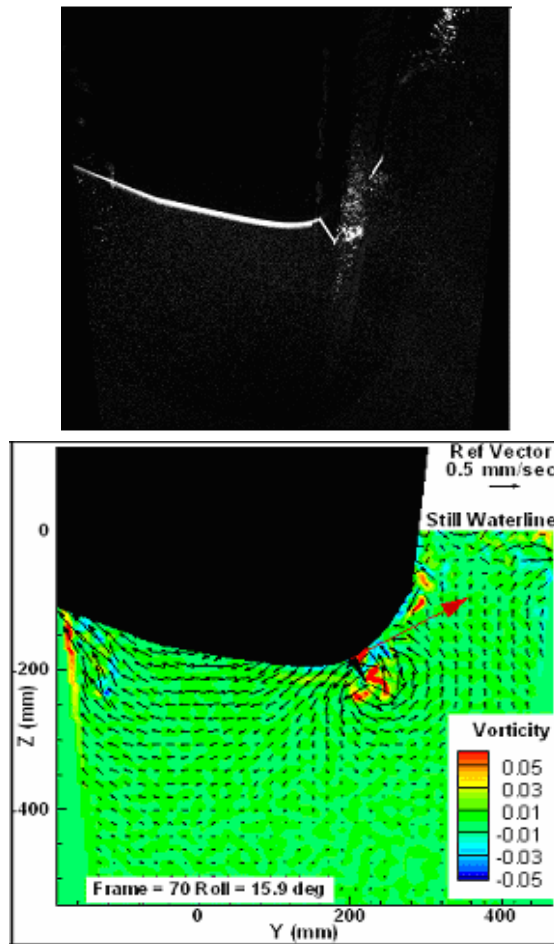 Ref Vector
0.5 mm/sec
Still Waterline
0
-200
-400
Z (mm)
Vorticity
0.05
0.03
0.01
-0.01
-0.03
-0.05
Frame = 70 Roll = 15.9 deg
0
200
400
Y (mm)